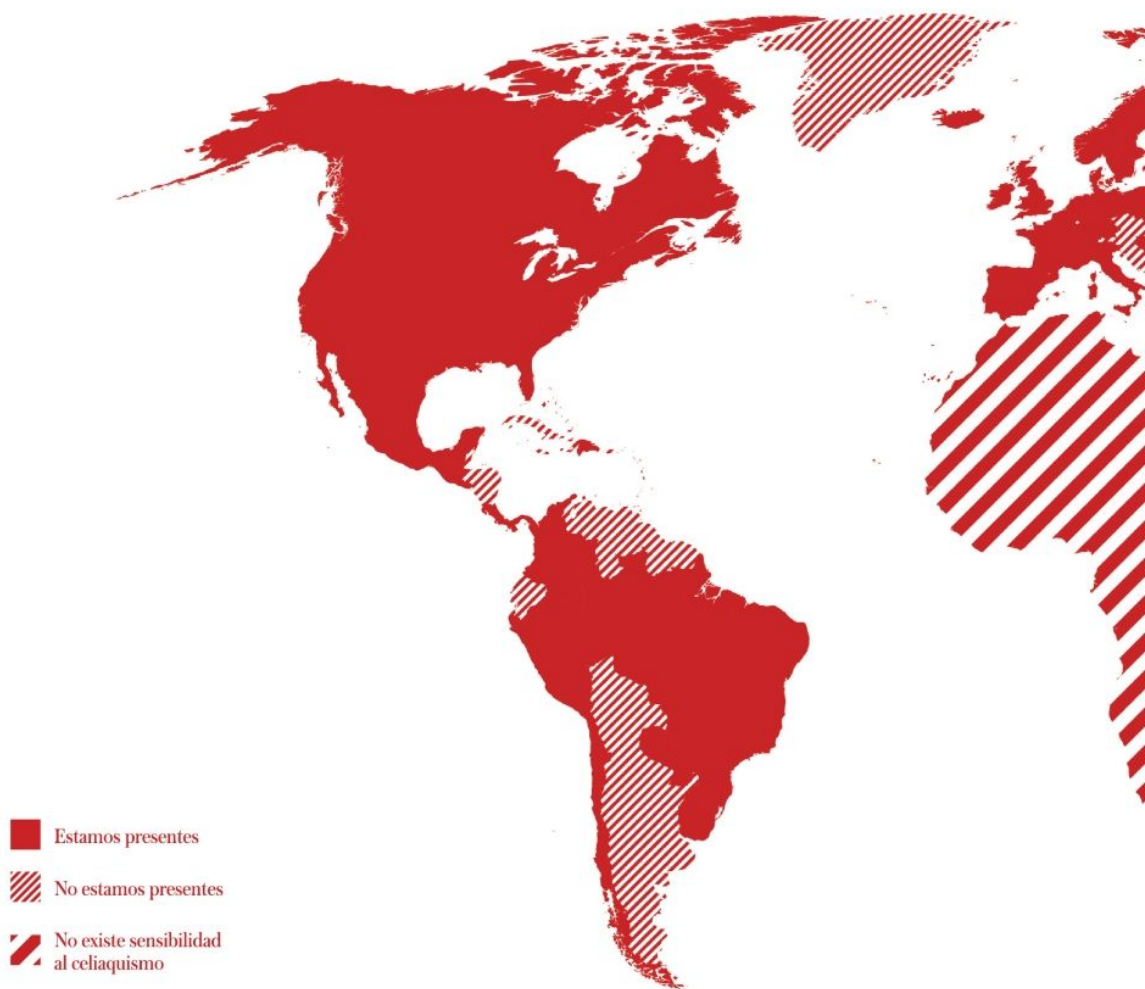 Estamos presentes
No estamos presentes
No existe sensibilidad
al celiaquismo